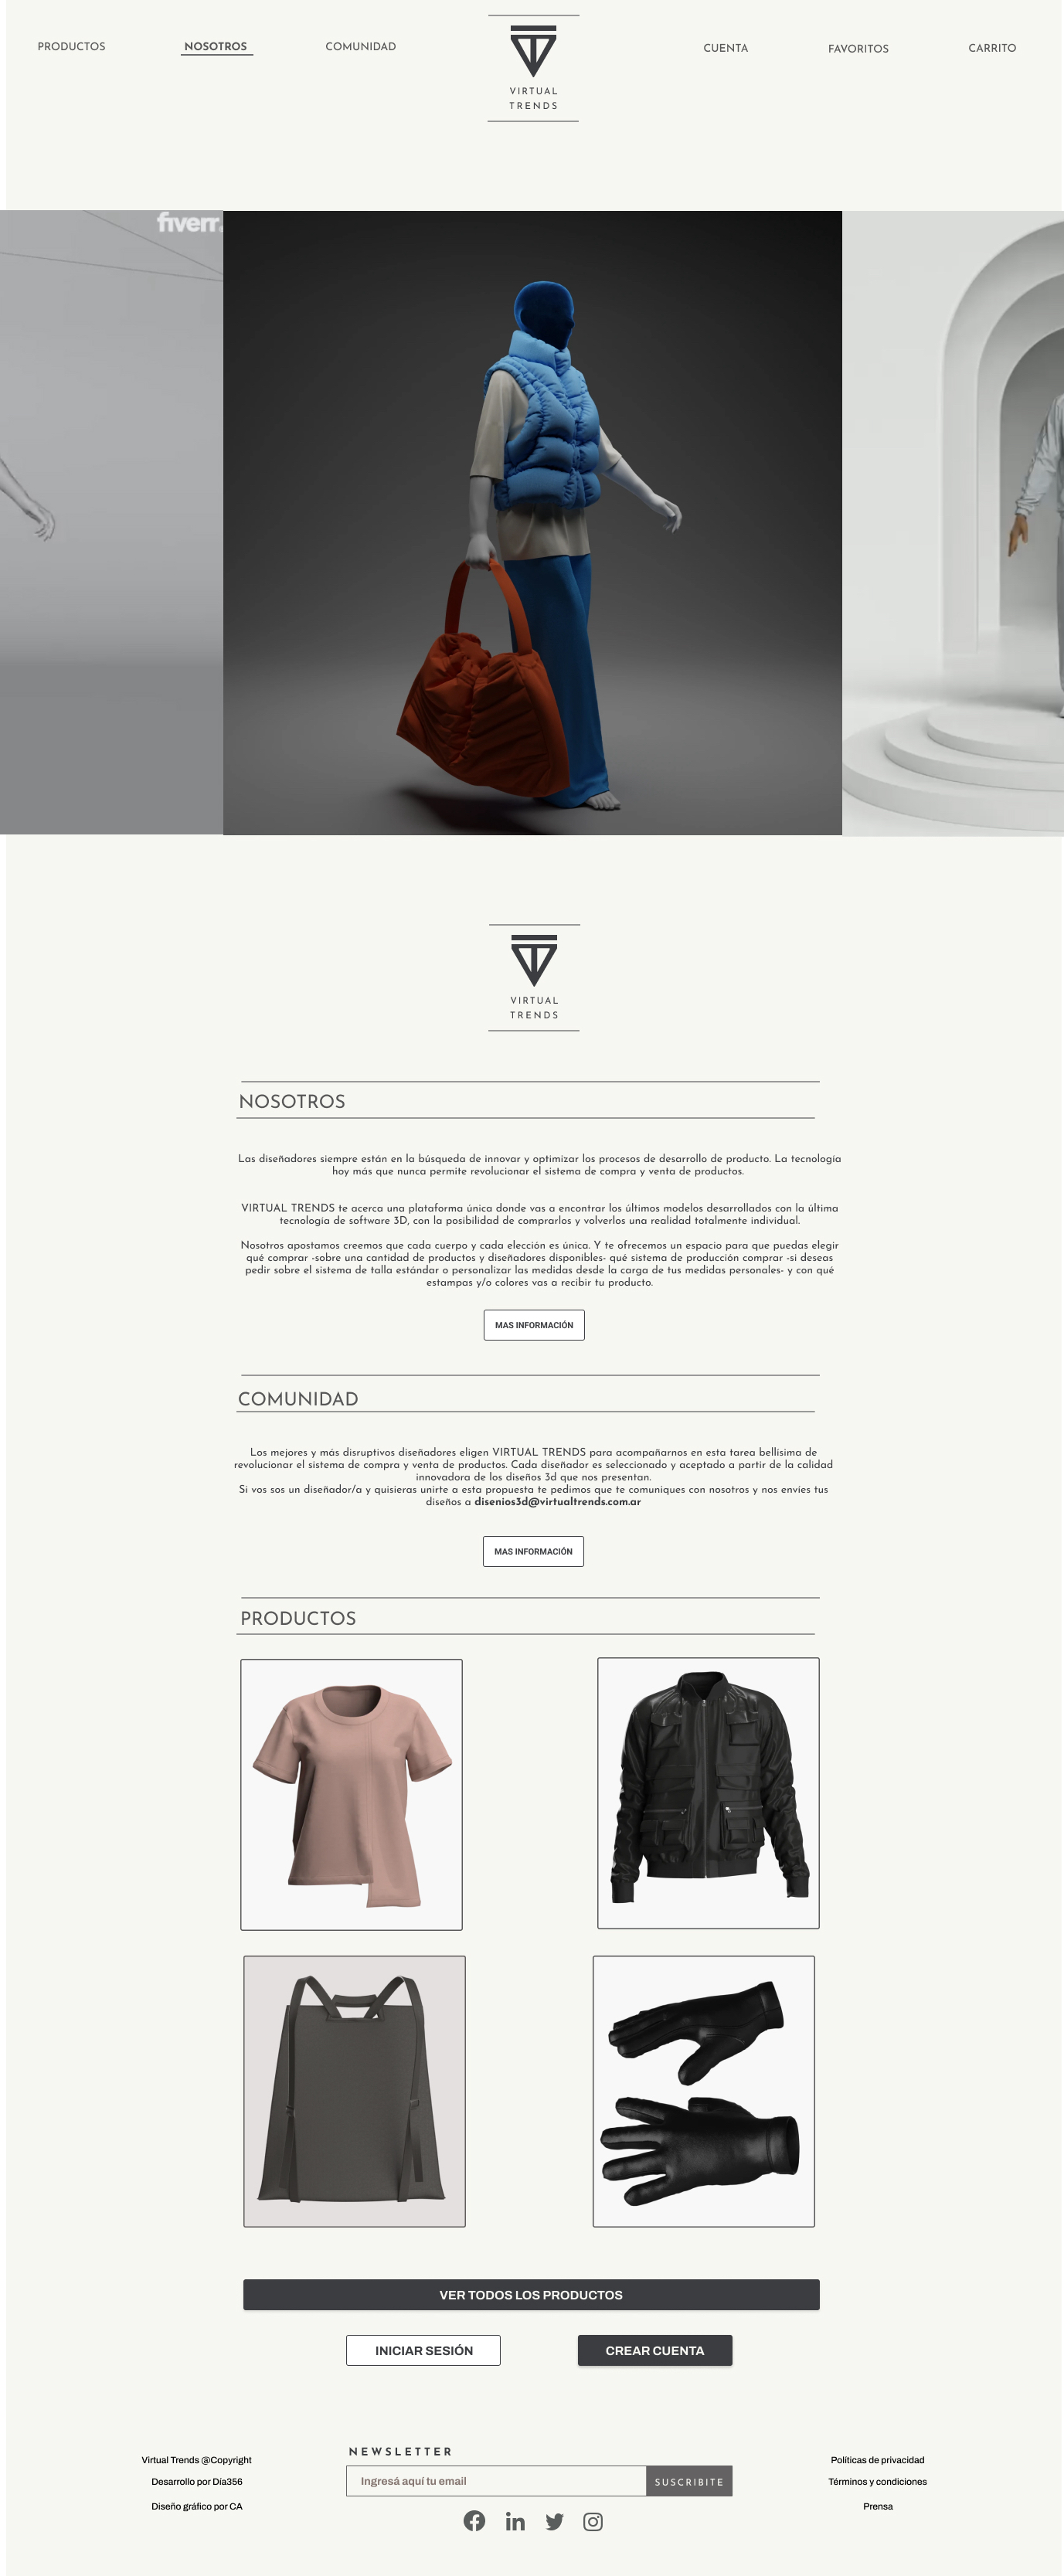 PRODUCTOS
NOSOTROS
COMUNIDAD
VIRTUAL
TRENDS
CUENTA
FAVORITOS
CARRITO
fiverr.
VIRTUAL
TRENDS
NOSOTROS
Las diseñadores siempre están en la búsqueda de innovar y optimizar los procesos de desarrollo de producto. La tecnología
hoy más que nunca permite revolucionar el sistema de compra y venta de productos.
VIRTUAL TRENDS te acerca una plataforma única donde vas a encontrar los últimos modelos desarrollados con la última
tecnología de software 3D, con la posibilidad de comprarlos y volverlos una realidad totalmente individual.
Nosotros apostamos creemos que cada cuerpo y cada elección es única. Y te ofrecemos un espacio para que puedas elegir
qué comprar -sobre una cantidad de productos y diseñadores disponibles- qué sistema de producción comprar -si deseas
pedir sobre el sistema de talla estándar o personalizar las medidas desde la carga de tus medidas personales- y con qué
estampas y/o colores vas a recibir tu producto.
MAS INFORMACIÓN
COMUNIDAD
Los mejores y más disruptivos diseñadores eligen VIRTUAL TRENDS para acompañarnos en esta tarea bellísima de
revolucionar el sistema de compra y venta de productos. Cada diseñador es seleccionado y aceptado a partir de la calidad
innovadora de los diseños 3d que nos presentan.
Si vos sos un diseñador/a y quisieras unirte a esta propuesta te pedimos que te comuniques con nosotros y nos envíes tus
diseños a disenios3d@virtualtrends.com.ar
MAS INFORMACIÓN
PRODUCTOS
VER TODOS LOS PRODUCTOS
INICIAR SESIÓN
CREAR CUENTA
NEWSLETTER
Ingresá aquí tu email
SUSCRIBITE
Virtual Trends @Copyright
Desarrollo por Día356
Diseño gráfico por CA
Políticas de privacidad
Términos y condiciones
Prensa